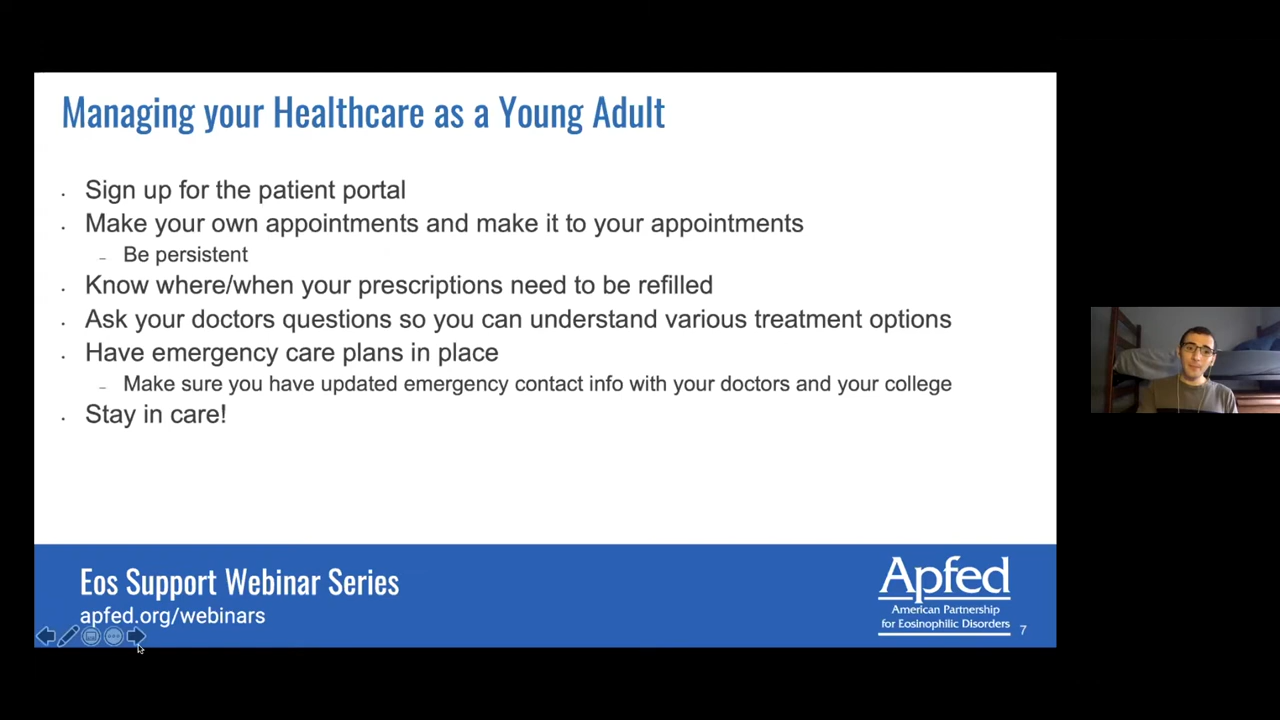 Managing your Healthcare as a Young Adult
· Sign up for the patient portal
· Make your own appointments and make it to your appointments
– Be persistent
· Know where/when your prescriptions need to be refilled
· Ask your doctors questions so you can understand various treatment options
· Have emergency care plans in place
– Make sure you have updated emergency contact info with your doctors and your college
· Stay in care!
Eos Support Webinar Series
apfed.org/webinars
Apfed
American Partnership
for Eosinophilic Disorders
7